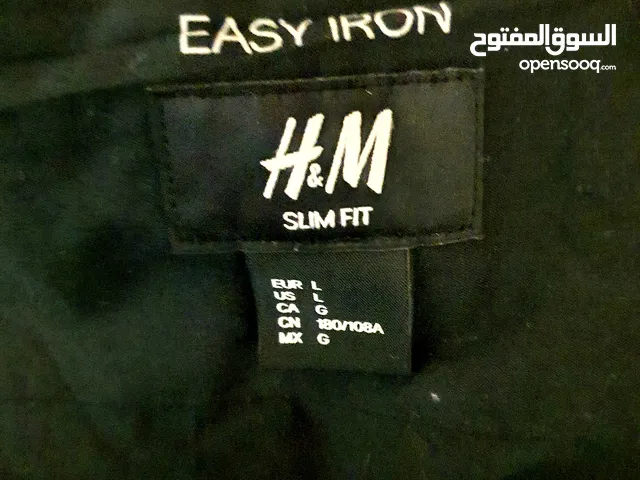 EASY IRON
السوق المفتوح
opensooq.com
H&M
SLIM FIT
EUR L
US L
CA G
CN 180/108A
MX G